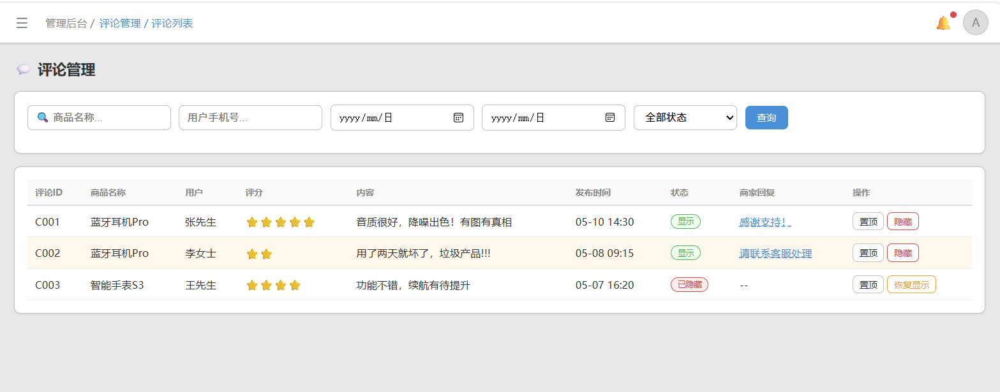 ☰ 管理后台 / 评论管理 / 评论列表 A
评论管理
商品名称... 用户手机号... yyyy/mm/日 yyyy/mm/日 全部状态 查询
评论ID 商品名称 用户 评分 内容 发布时间 状态 商家回复 操作
C001 蓝牙耳机Pro 张先生 音质很好，降噪出色！有图有真相 05-10 14:30 显示 感谢支持！ 置顶 隐藏
C002 蓝牙耳机Pro 李女士 用了两天就坏了，垃圾产品!!! 05-08 09:15 显示 请联系客服处理 置顶 隐藏
C003 智能手表S3 王先生 功能不错，续航有待提升 05-07 16:20 已隐藏 -- 置顶 恢复显示